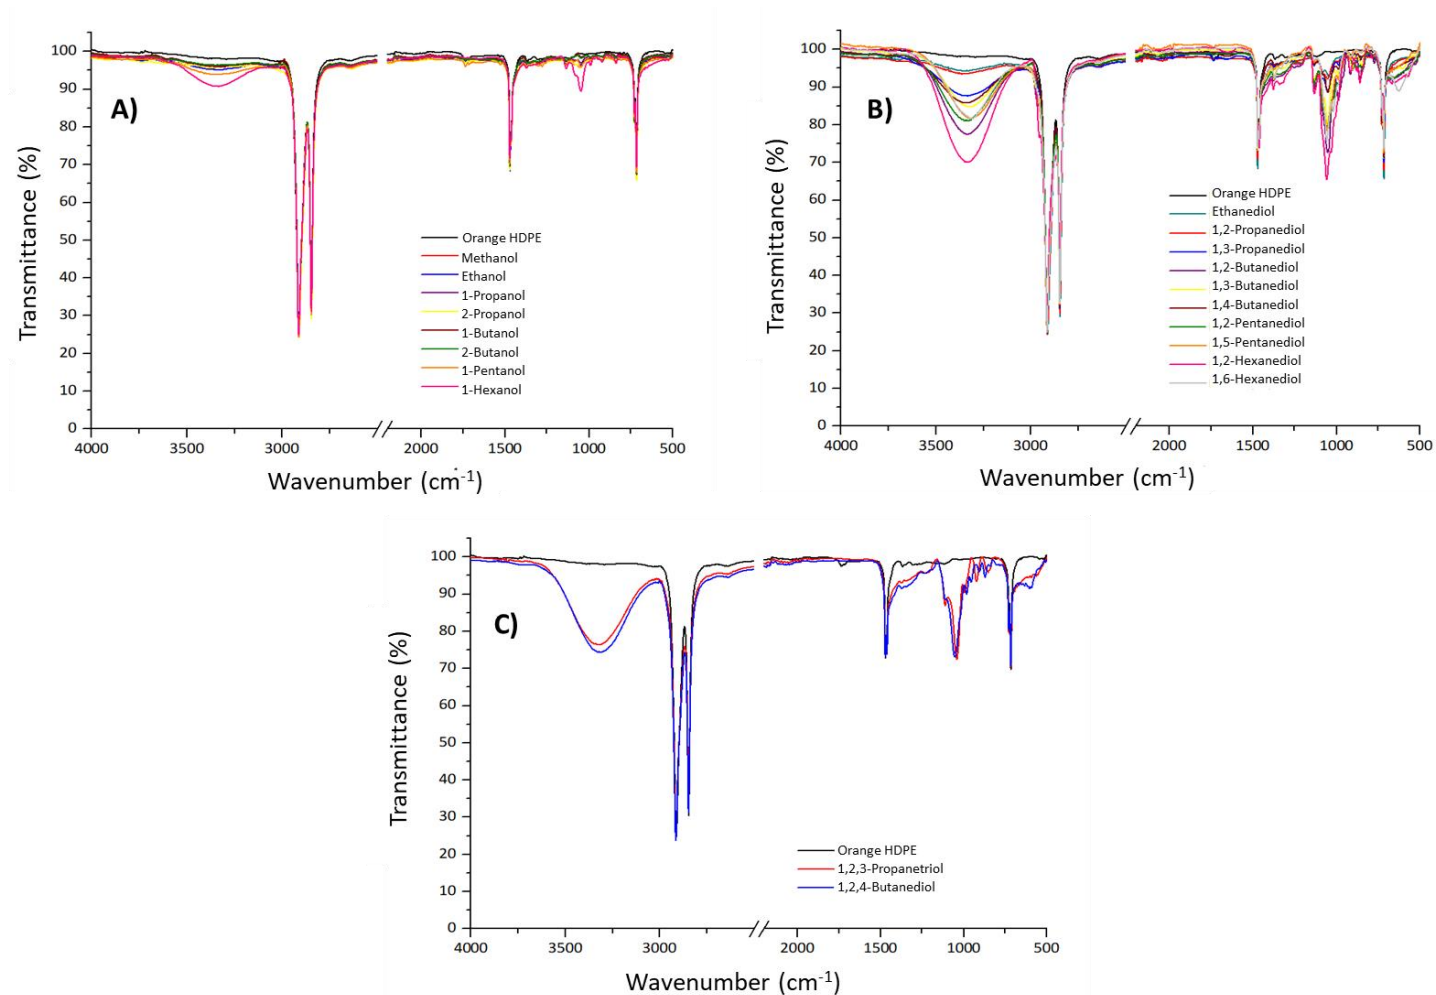 A)
Transmittance (%)
100
90
80
70
60
50
40
30
20
10
0
Orange HDPE
Methanol
Ethanol
1-Propanol
2-Propanol
1-Butanol
2-Butanol
1-Pentanol
1-Hexanol
4000 3500 3000 2000 1500 1000 500
Wavenumber (cm-1)
B)
Transmittance (%)
100
90
80
70
60
50
40
30
20
10
0
Orange HDPE
Ethanediol
1,2-Propanediol
1,3-Propanediol
1,2-Butanediol
1,3-Butanediol
1,4-Butanediol
1,2-Pentanediol
1,5-Pentanediol
1,2-Hexanediol
1,6-Hexanediol
4000 3500 3000 2000 1500 1000 500
Wavenumber (cm-1)
C)
Transmittance (%)
100
90
80
70
60
50
40
30
20
10
0
Orange HDPE
1,2,3-Propanetriol
1,2,4-Butanediol
4000 3500 3000 2000 1500 1000 500
Wavenumber (cm-1)